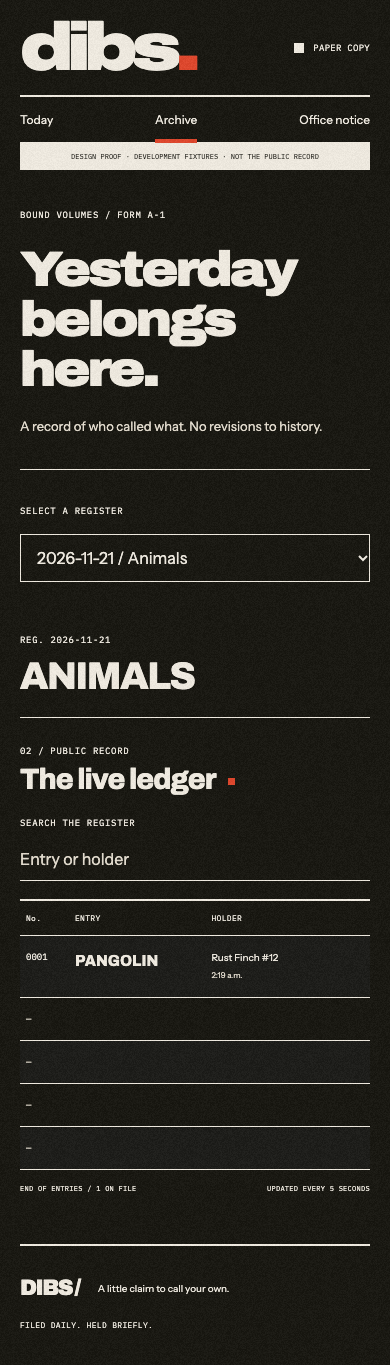 dibs.
PAPER COPY
Today Archive Office notice
DESIGN PROOF · DEVELOPMENT FIXTURES · NOT THE PUBLIC RECORD
BOUND VOLUMES / FORM A-1
Yesterday
belongs
here.
A record of who called what. No revisions to history.
SELECT A REGISTER
2026-11-21 / Animals
REG. 2026-11-21
ANIMALS
02 / PUBLIC RECORD
The live ledger
SEARCH THE REGISTER
Entry or holder
No. ENTRY HOLDER
0001 PANGOLIN Rust Finch #12
2:19 a.m.
—
—
—
—
END OF ENTRIES / 1 ON FILE UPDATED EVERY 5 SECONDS
DIBS/ A little claim to call your own.
FILED DAILY. HELD BRIEFLY.